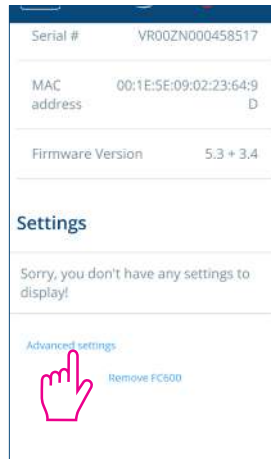 Serial # VR00ZN000458517
MAC 00:1E:5E:09:02:23:64:9
address D
Firmware Version 5.3 + 3.4
Settings
Sorry, you don't have any settings to
display!
Advanced settings
Remove FC600